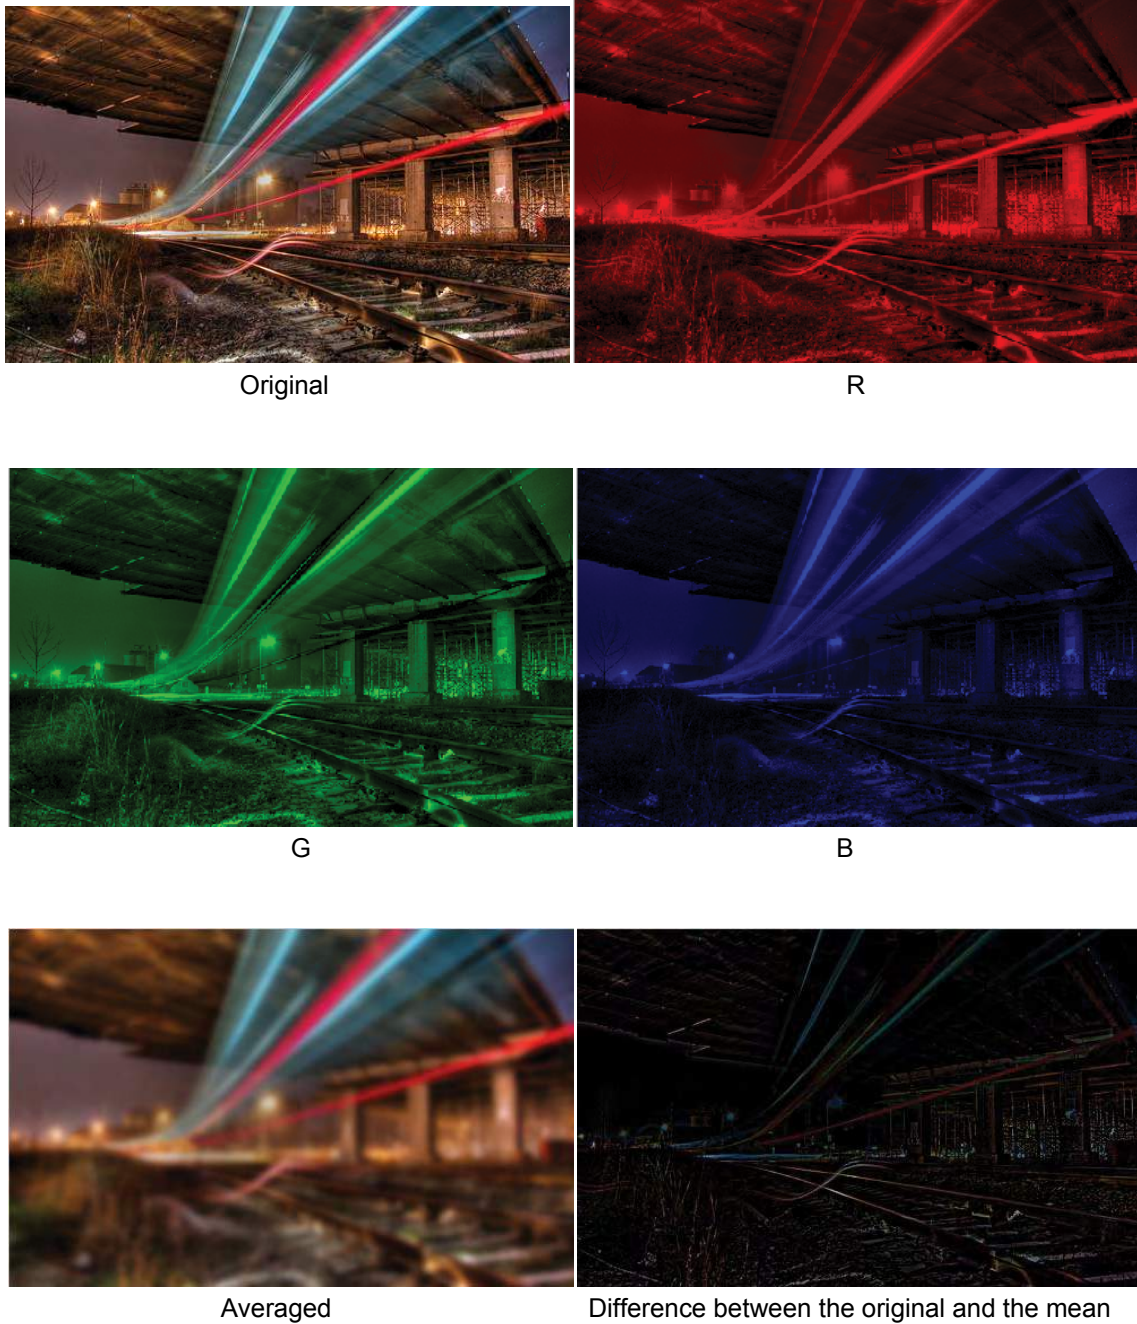 Original
R
G
B
Averaged
Difference between the original and the mean